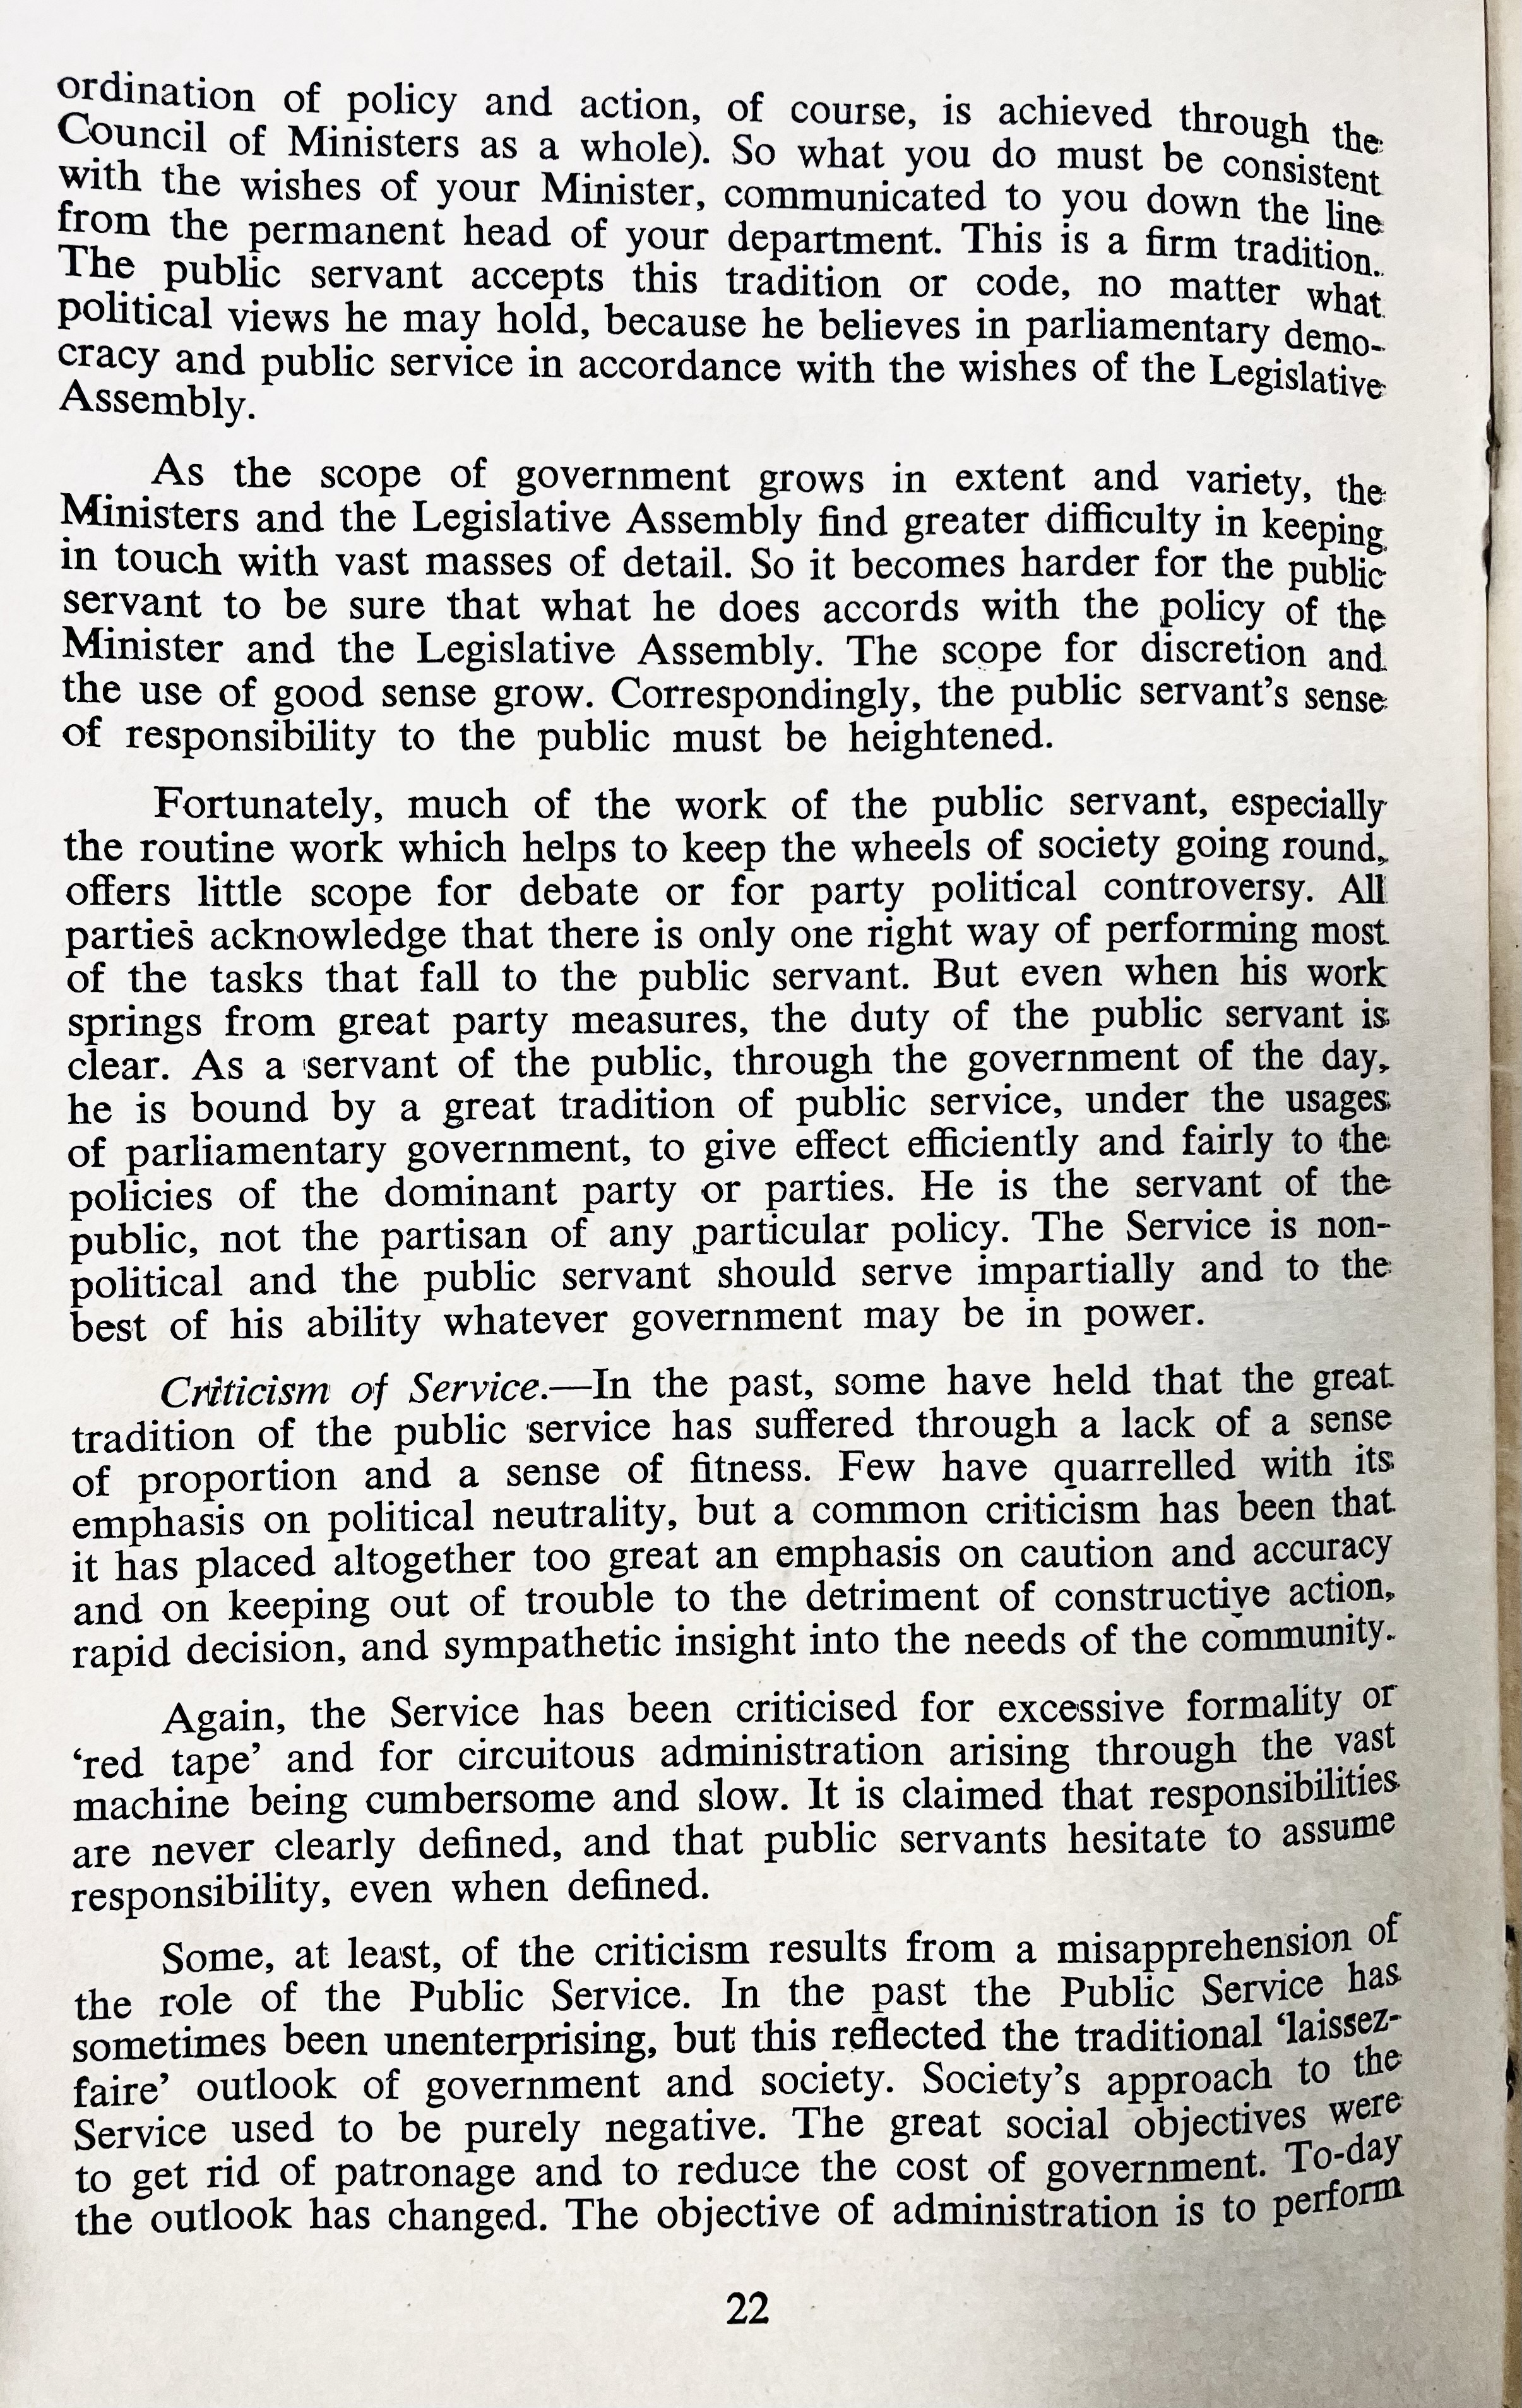 ordination of policy and action, of course, is achieved through the
Council of Ministers as a whole). So what you do must be consistent
with the wishes of your Minister, communicated to you down the line
from the permanent head of your department. This is a firm tradition.
The public servant accepts this tradition or code, no matter what
political views he may hold, because he believes in parliamentary demo-
cracy and public service in accordance with the wishes of the Legislative
Assembly.
As the scope of government grows in extent and variety, the
Ministers and the Legislative Assembly find greater difficulty in keeping
in touch with vast masses of detail. So it becomes harder for the public
servant to be sure that what he does accords with the policy of the
Minister and the Legislative Assembly. The scope for discretion and
the use of good sense grow. Correspondingly, the public servant's sense
of responsibility to the public must be heightened.
Fortunately, much of the work of the public servant, especially
the routine work which helps to keep the wheels of society going round,
offers little scope for debate or for party political controversy. All
parties acknowledge that there is only one right way of performing most
of the tasks that fall to the public servant. But even when his work
springs from great party measures, the duty of the public servant is
clear. As a servant of the public, through the government of the day,
he is bound by a great tradition of public service, under the usages
of parliamentary government, to give effect efficiently and fairly to the
policies of the dominant party or parties. He is the servant of the
public, not the partisan of any particular policy. The Service is non-
political and the public servant should serve impartially and to the
best of his ability whatever government may be in power.
Criticism of Service.—In the past, some have held that the great
tradition of the public service has suffered through a lack of a sense
of proportion and a sense of fitness. Few have quarrelled with its
emphasis on political neutrality, but a common criticism has been that
it has placed altogether too great an emphasis on caution and accuracy
and on keeping out of trouble to the detriment of constructive action,
rapid decision, and sympathetic insight into the needs of the community.
Again, the Service has been criticised for excessive formality or
‘red tape’ and for circuitous administration arising through the vast
machine being cumbersome and slow. It is claimed that responsibilities
are never clearly defined, and that public servants hesitate to assume
responsibility, even when defined.
Some, at least, of the criticism results from a misapprehension of
the role of the Public Service. In the past the Public Service has
sometimes been unenterprising, but this reflected the traditional ‘laissez-
faire’ outlook of government and society. Society's approach to the
Service used to be purely negative. The great social objectives were
to get rid of patronage and to reduce the cost of government. To-day
the outlook has changed. The objective of administration is to perform
22